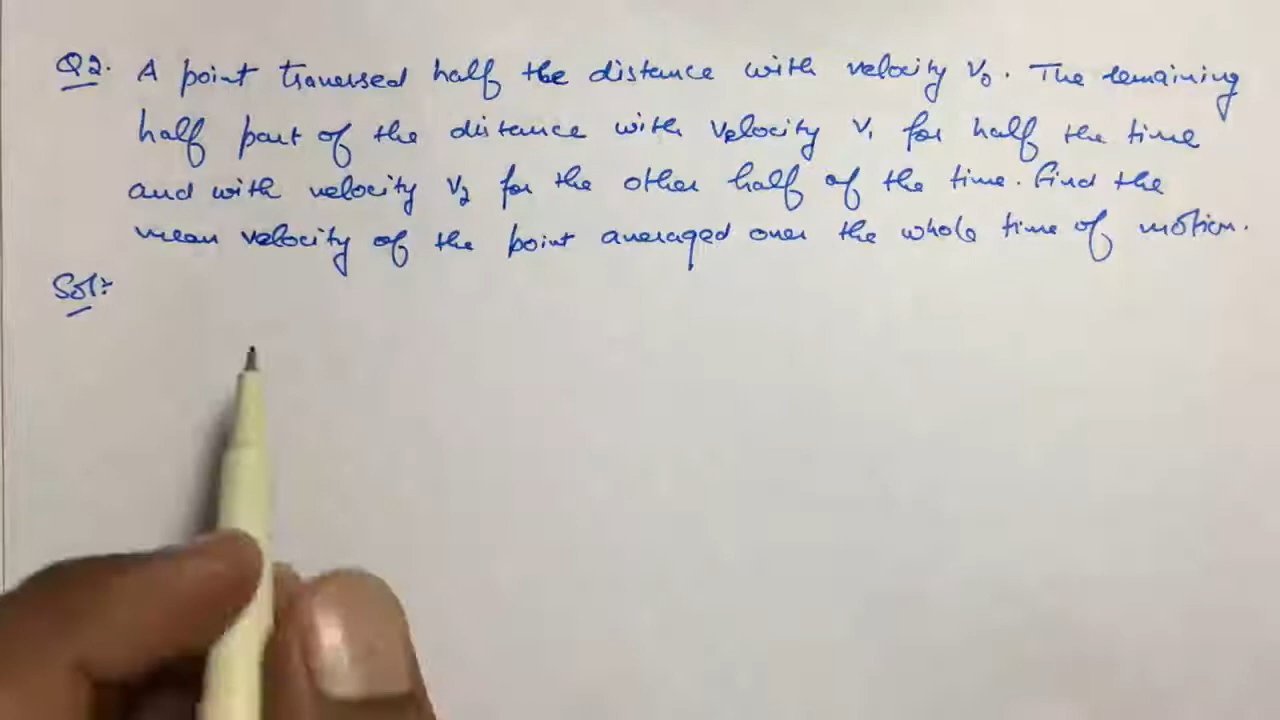 Q2. A point traversed half the distance with velocity v₀. The remaining
half part of the distance with velocity v₁ for half the time
and with velocity v₂ for the other half of the time. Find the
mean velocity of the point averaged over the whole time of motion.
Sol: